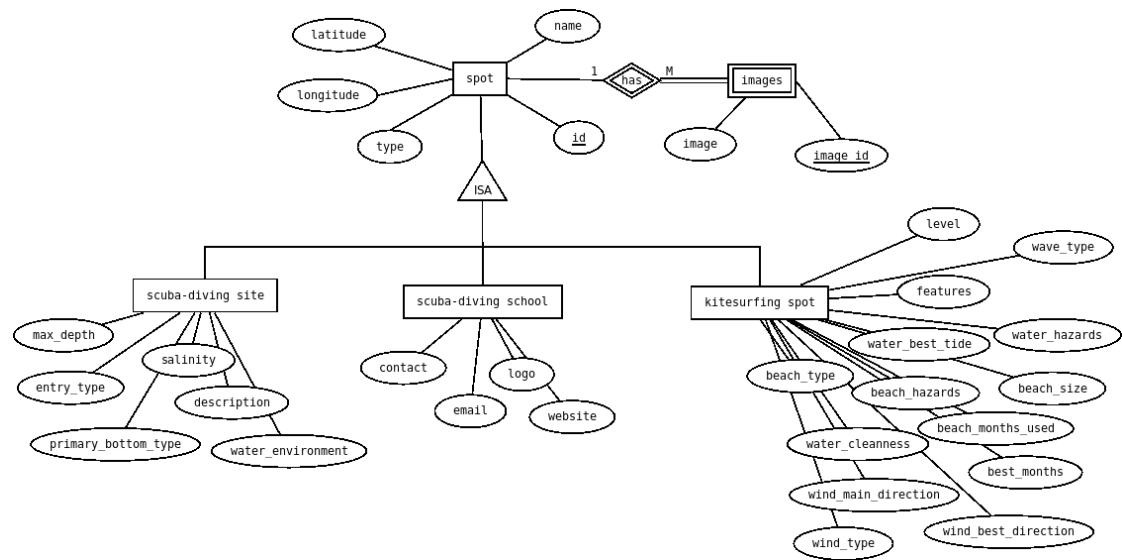 name
latitude
spot
1
has
M
images
longitude
type
id
image
image_id
ISA
level
wave_type
scuba-diving site
scuba-diving school
kitesurfing spot
features
max_depth
salinity
water_best_tide
water_hazards
contact
logo
beach_type
entry_type
description
beach_hazards
beach_size
email
website
primary_bottom_type
water_environment
water_cleanness
beach_months_used
best_months
wind_main_direction
wind_type
wind_best_direction